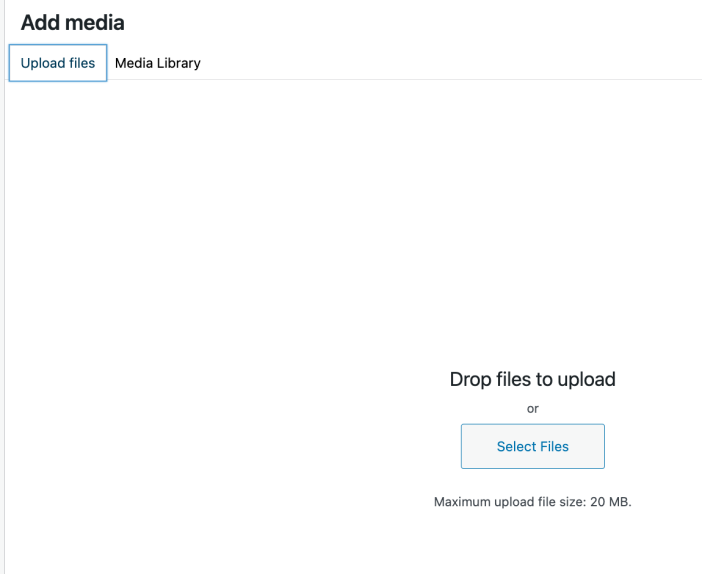 Add media
Upload files Media Library
Drop files to upload
or
Select Files
Maximum upload file size: 20 MB.